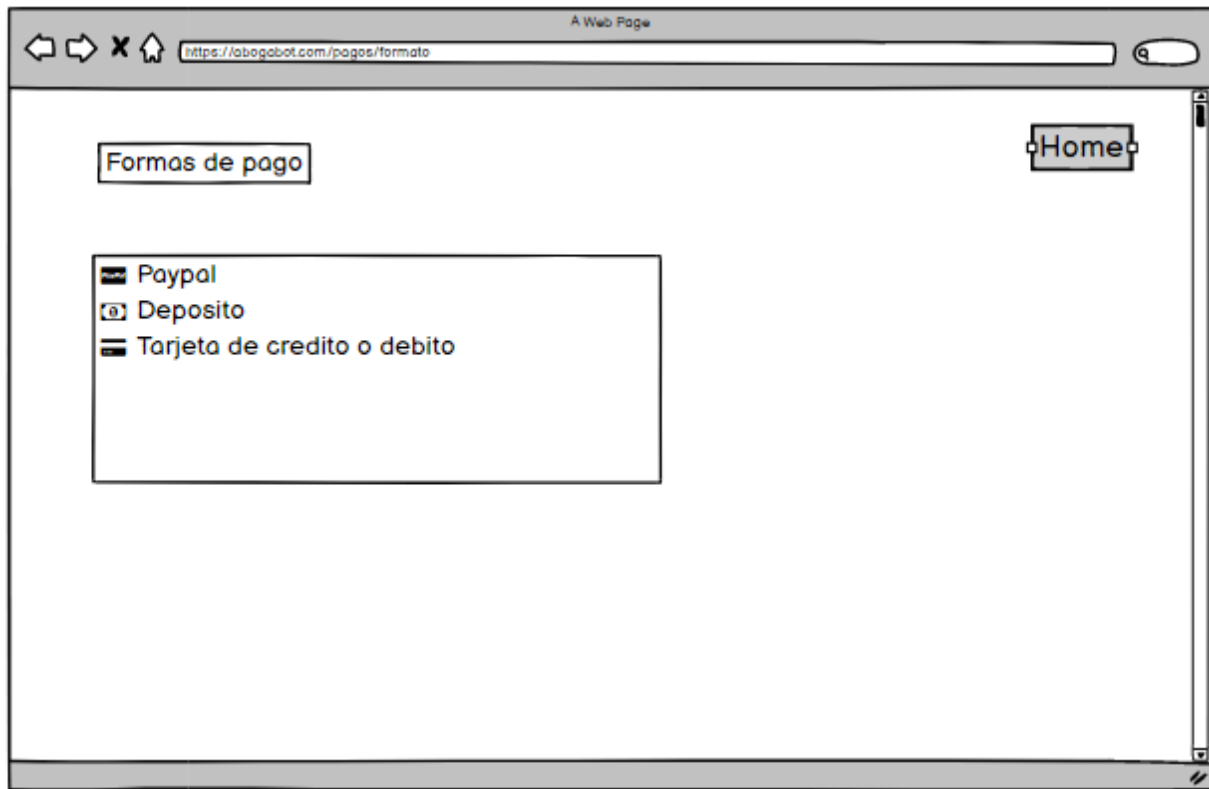 A Web Page
https://abogabot.com/pagos/formato
Home
Formas de pago
Paypal
Deposito
Tarjeta de credito o debito